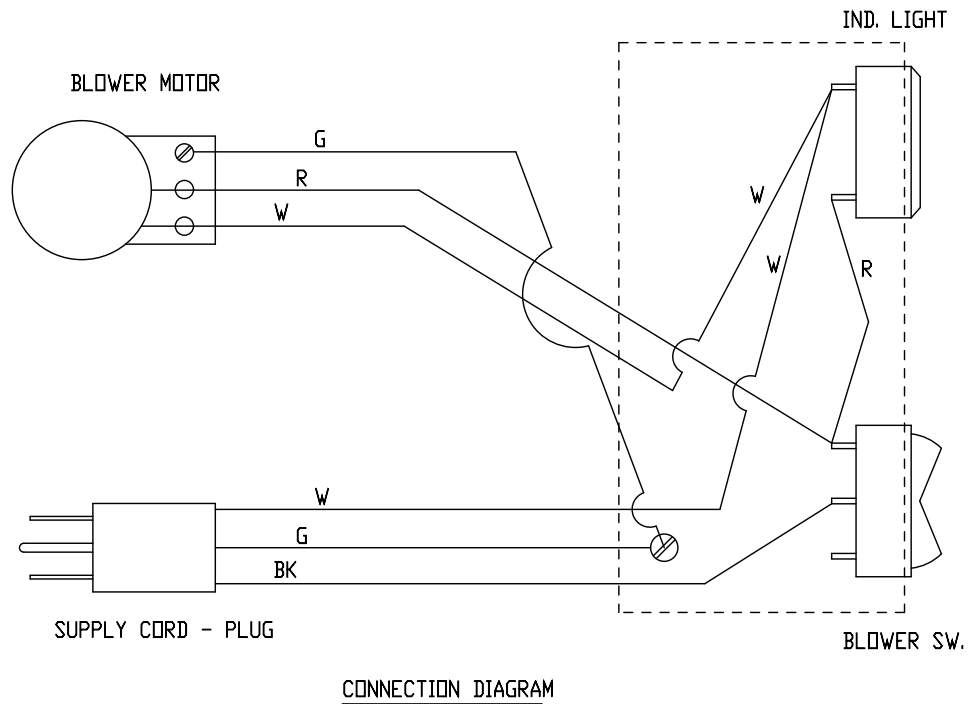 IND. LIGHT
BLOWER MOTOR
G
R
W
W
W
R
W
G
BK
SUPPLY CORD - PLUG
BLOWER SW.
CONNECTION DIAGRAM